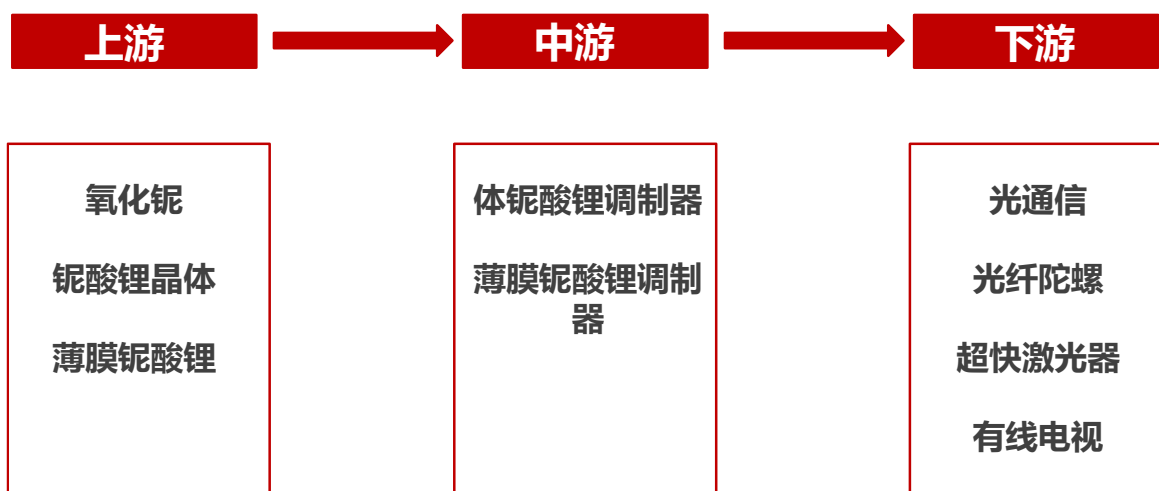 上游
中游
下游
氧化铌
铌酸锂晶体
薄膜铌酸锂
体铌酸锂调制器
薄膜铌酸锂调制
器
光通信
光纤陀螺
超快激光器
有线电视